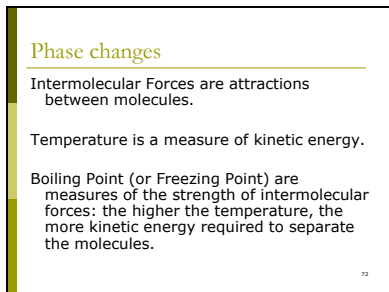 Phase changes
Intermolecular Forces are attractions
between molecules.
Temperature is a measure of kinetic energy.
Boiling Point (or Freezing Point) are
measures of the strength of intermolecular
forces: the higher the temperature, the
more kinetic energy required to separate
the molecules.
72